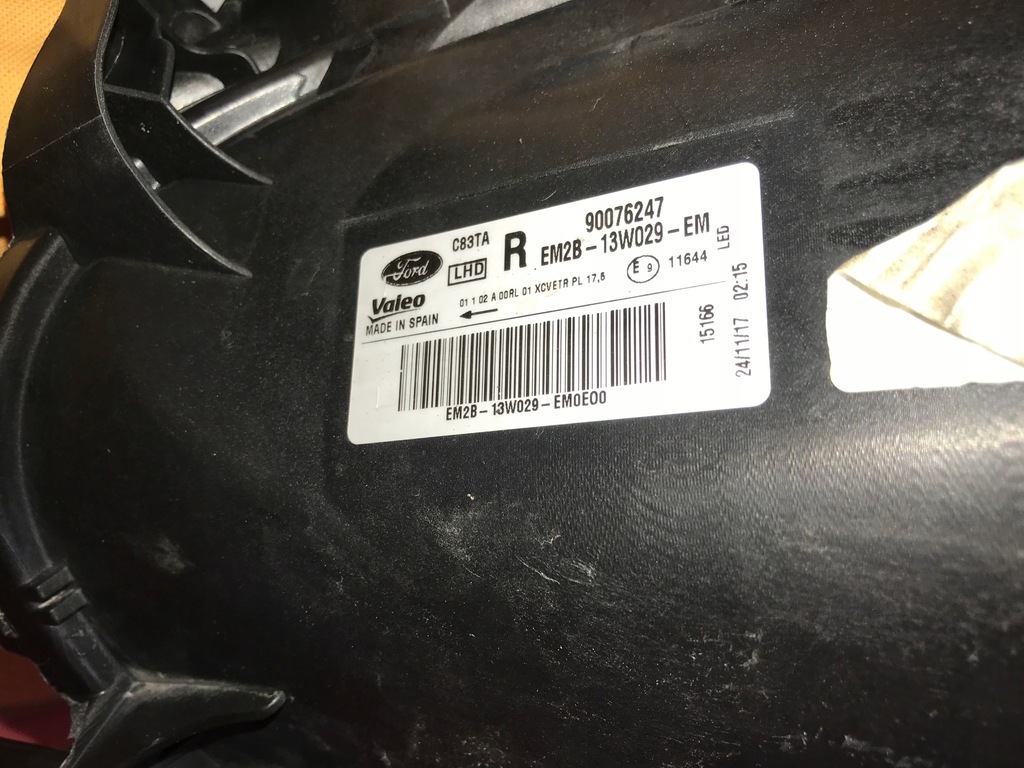 C83TA
90076247
Ford
LHD
R
EM2B-13W029-EM
LED
Valeo
01 1 02 A 00RL 01 XCVETR PL 17,5
E 9
11644
MADE IN SPAIN
15166
24/11/17 02:15
EM2B-13W029-EM0E00